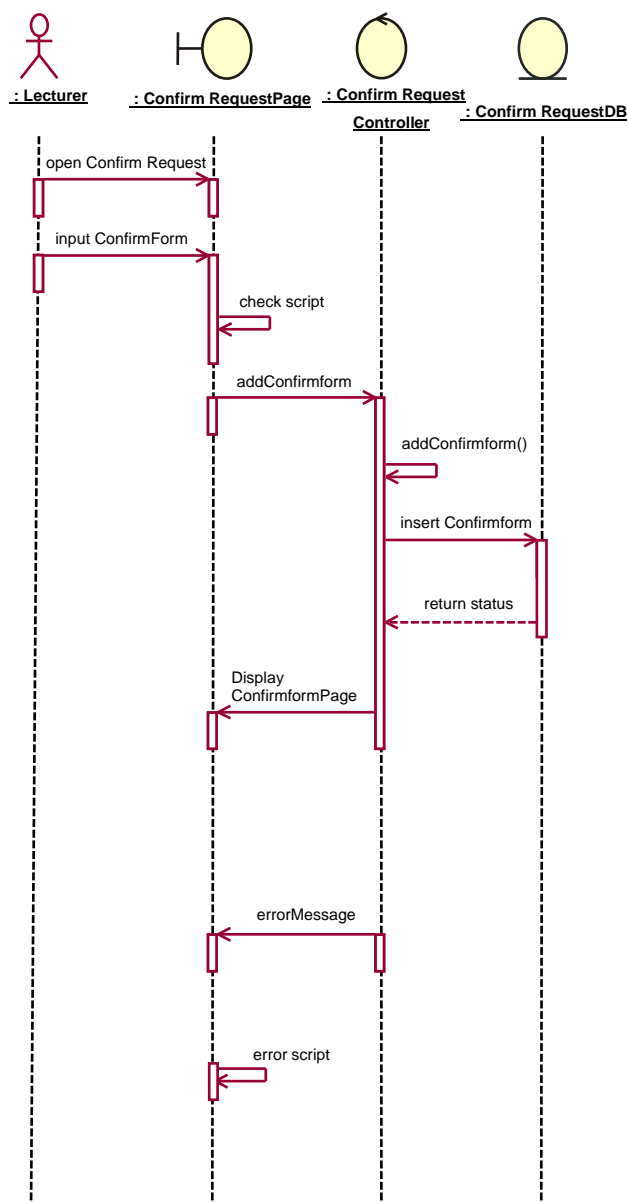 : Lecturer
: Confirm RequestPage
: Confirm Request
Controller
: Confirm RequestDB
open Confirm Request
input ConfirmForm
check script
addConfirmform
addConfirmform()
insert Confirmform
return status
Display
ConfirmformPage
errorMessage
error script